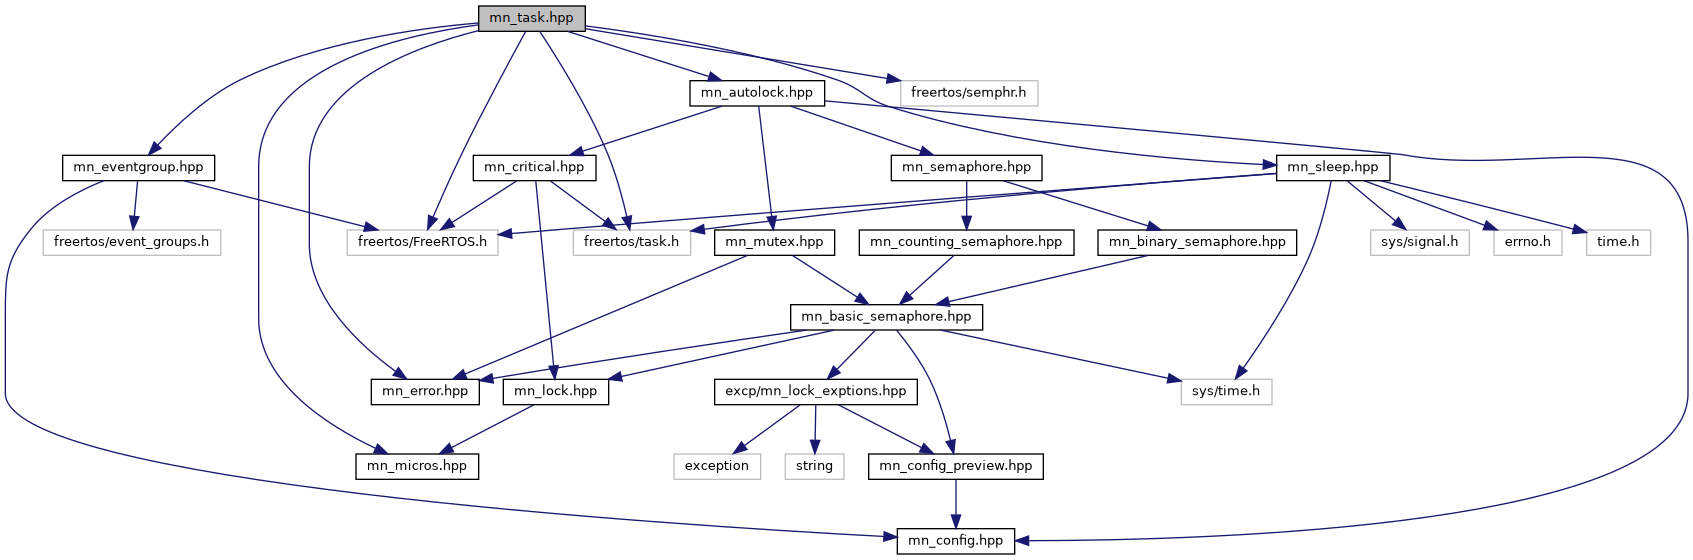 mn_task.hpp
mn_autolock.hpp
freertos/semphr.h
mn_eventgroup.hpp
mn_critical.hpp
mn_semaphore.hpp
mn_sleep.hpp
freertos/event_groups.h
freertos/FreeRTOS.h
freertos/task.h
mn_mutex.hpp
mn_counting_semaphore.hpp
mn_binary_semaphore.hpp
sys/signal.h
errno.h
time.h
mn_basic_semaphore.hpp
mn_error.hpp
mn_lock.hpp
excp/mn_lock_exptions.hpp
sys/time.h
mn_micros.hpp
exception
string
mn_config_preview.hpp
mn_config.hpp